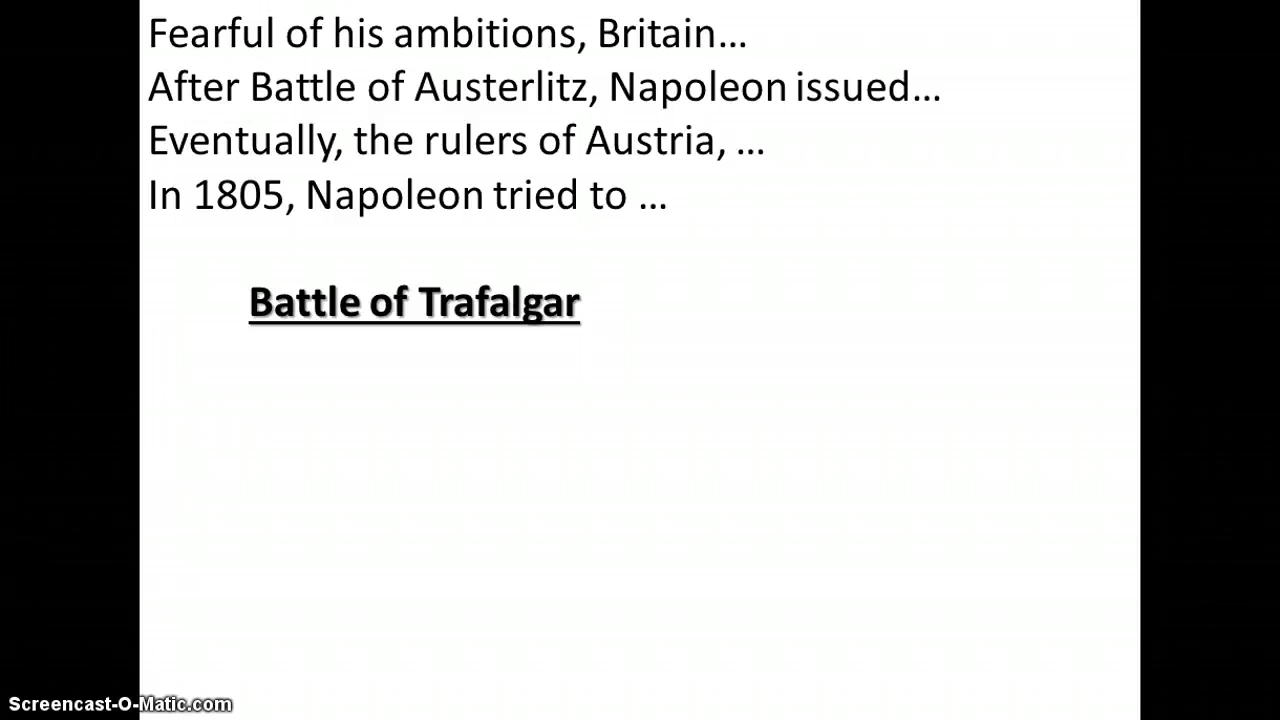 Fearful of his ambitions, Britain…
After Battle of Austerlitz, Napoleon issued…
Eventually, the rulers of Austria, …
In 1805, Napoleon tried to …
Battle of Trafalgar
Screencast-O-Matic.com